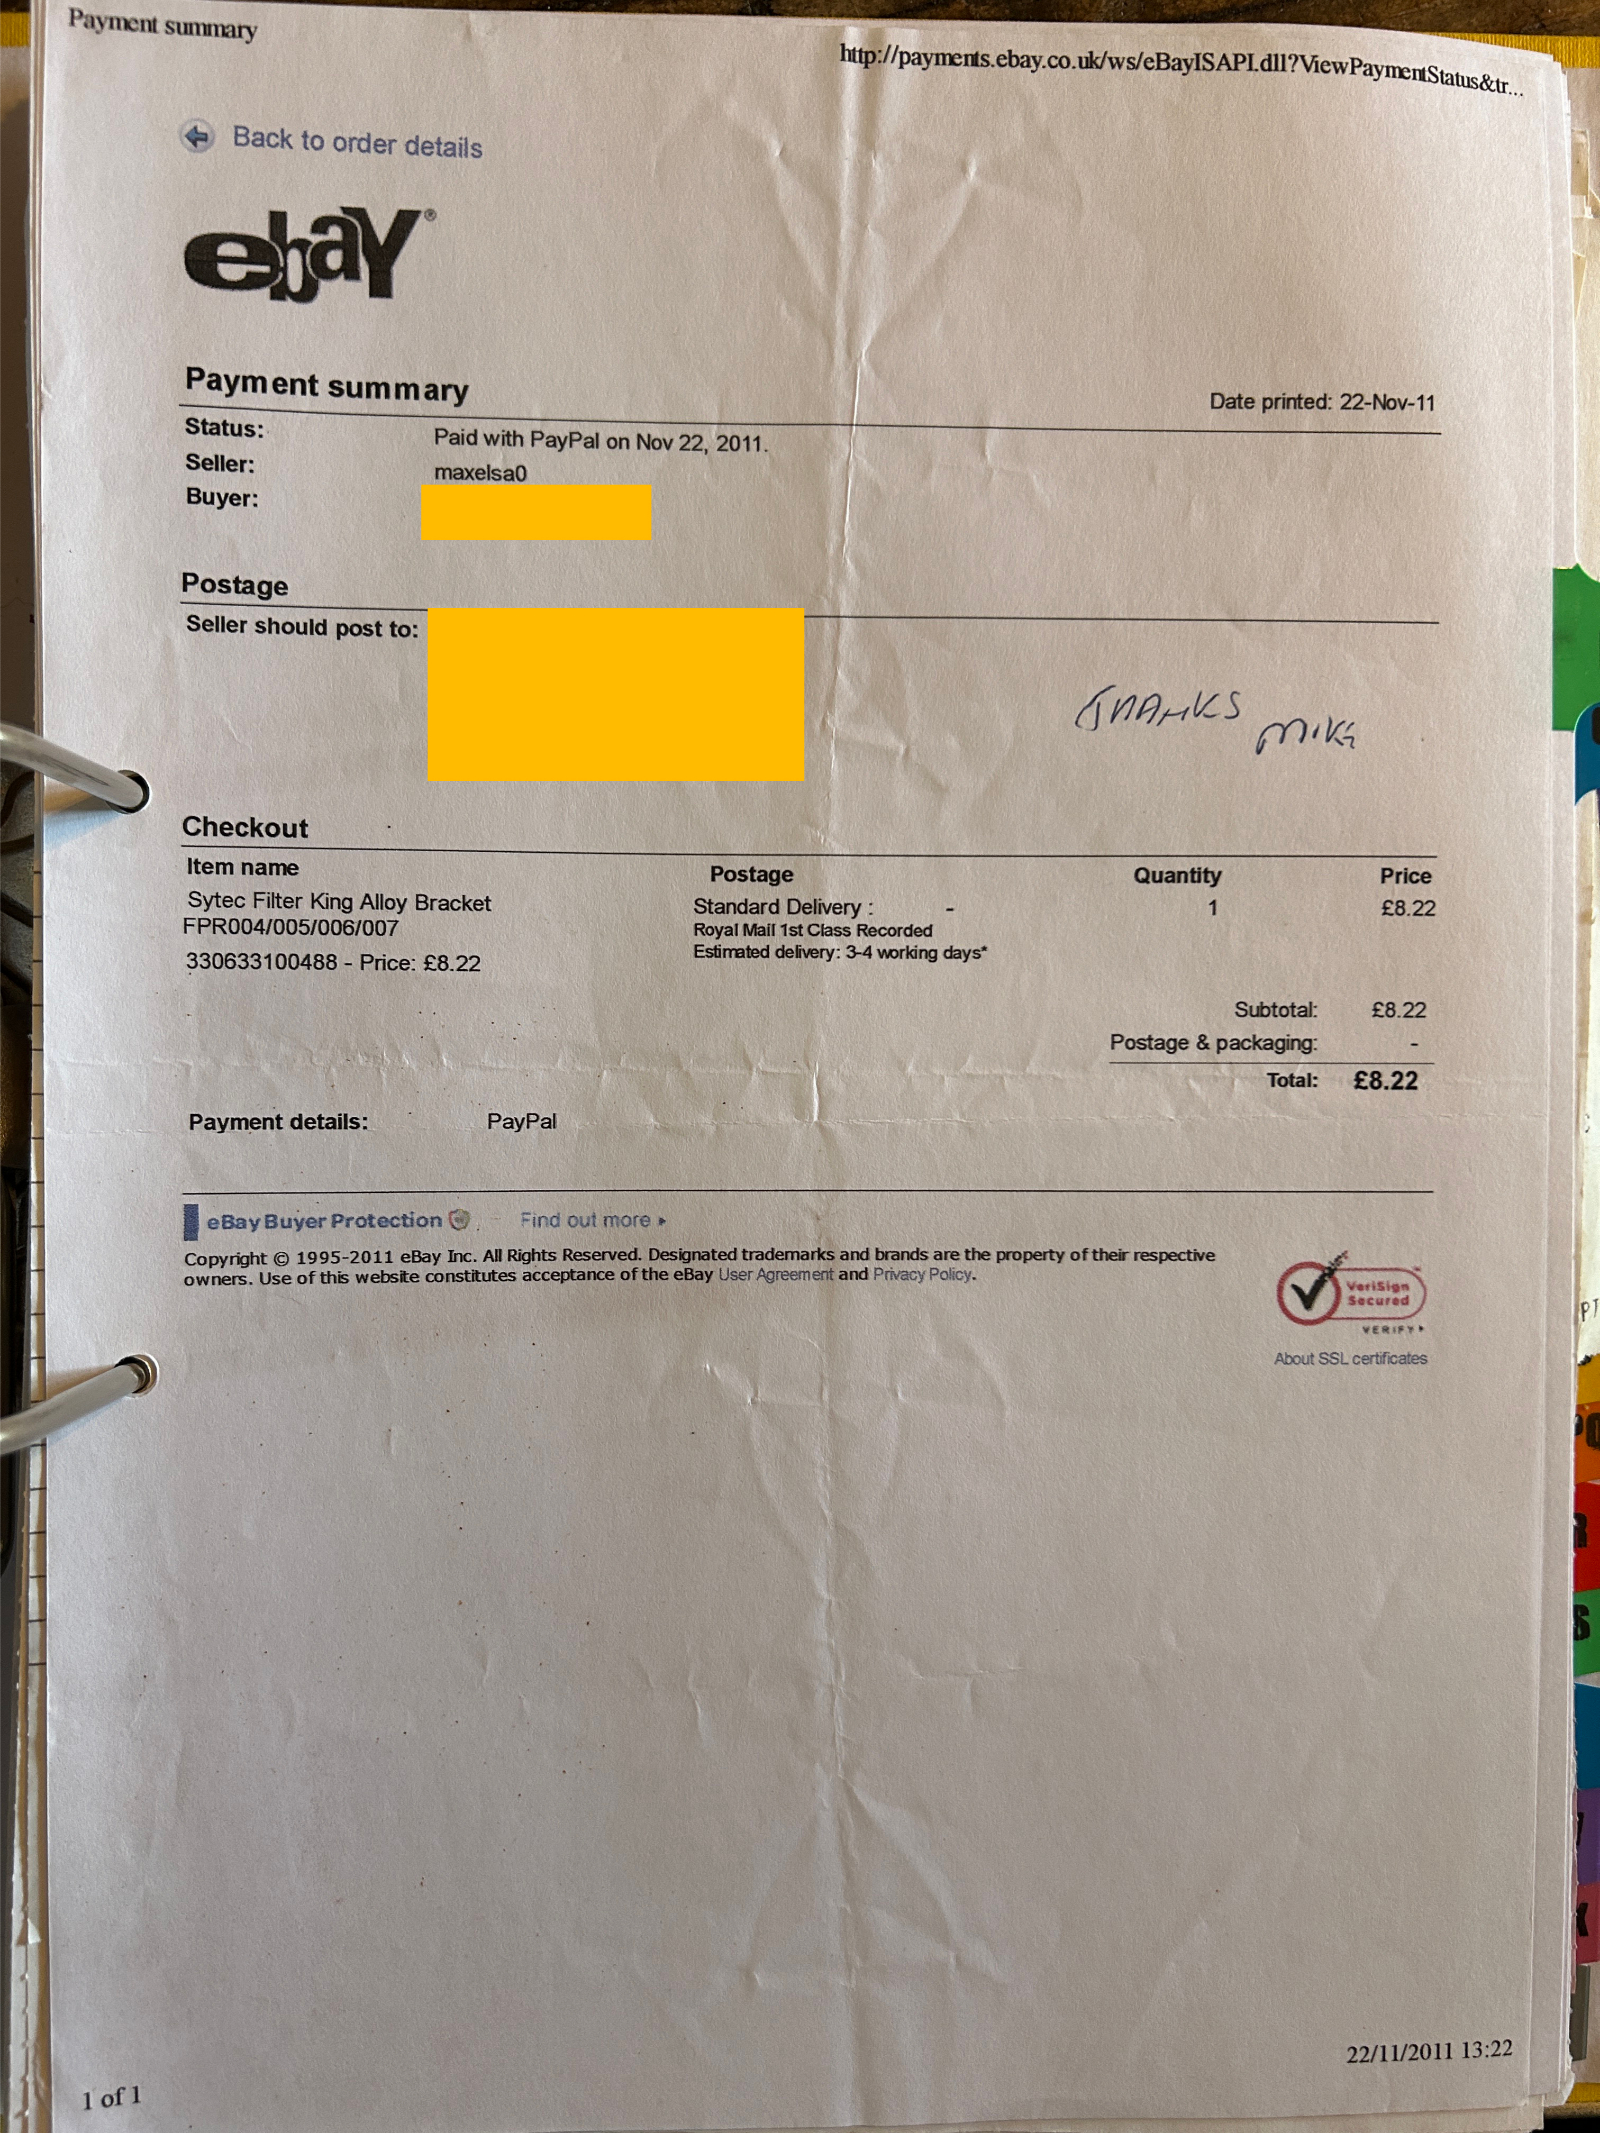 Payment summary
http://payments.ebay.co.uk/ws/eBayISAPI.dll?ViewPaymentStatus&tr...
Back to order details
ebaY®
Payment summary
Date printed: 22-Nov-11
Status: Paid with PayPal on Nov 22, 2011.
Seller: maxelsa0
Buyer:
Postage
Seller should post to:
THANKS
MIKE
Checkout
Item name Postage Quantity Price
Sytec Filter King Alloy Bracket Standard Delivery : - 1 £8.22
FPR004/005/006/007 Royal Mail 1st Class Recorded
330633100488 - Price: £8.22 Estimated delivery: 3-4 working days*
Subtotal: £8.22
Postage & packaging: -
Total: £8.22
Payment details: PayPal
eBay Buyer Protection Find out more
Copyright © 1995-2011 eBay Inc. All Rights Reserved. Designated trademarks and brands are the property of their respective
owners. Use of this website constitutes acceptance of the eBay User Agreement and Privacy Policy.
VeriSign
Secured
VERIFY
About SSL certificates
22/11/2011 13:22
1 of 1